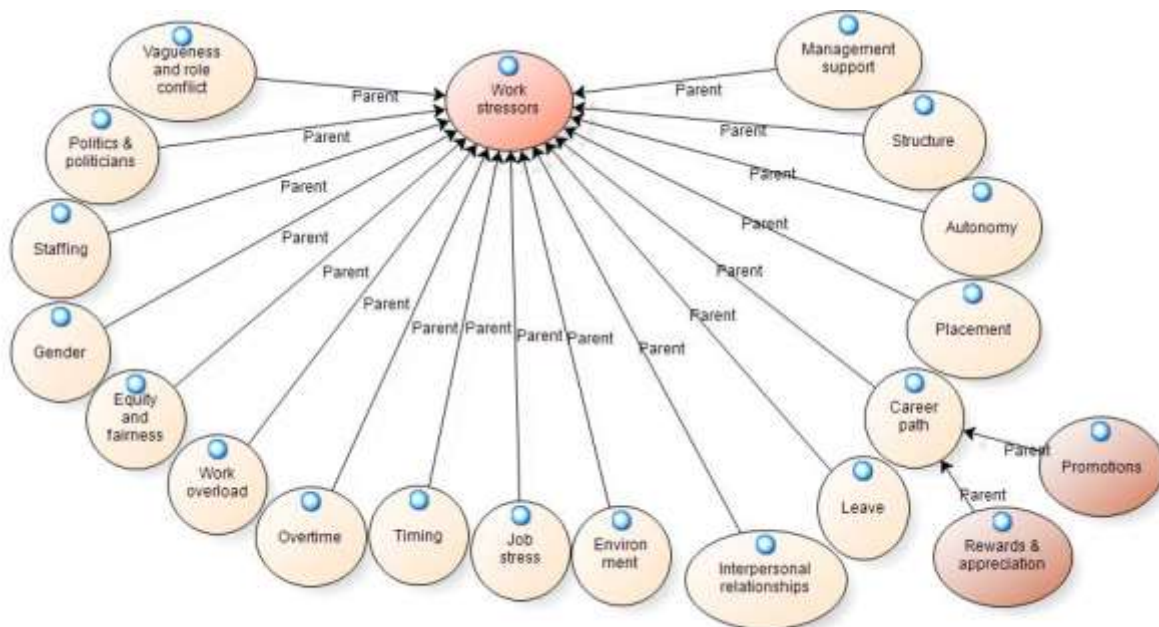 Vagueness
and role
conflict
Work
stressors
Management
support
Parent
Parent
Politics &
politicians
Parent
Parent
Structure
Staffing
Parent
Parent
Autonomy
Gender
Parent
Parent
Placement
Equity
and
fairness
Parent
Parent
Career
path
Work
overload
Parent
Parent
Leave
Overtime
Parent
Timing
Parent
Job
stress
Parent
Environ
ment
Parent
Interpersonal
relationships
Parent
Parent
Promotions
Parent
Rewards &
appreciation